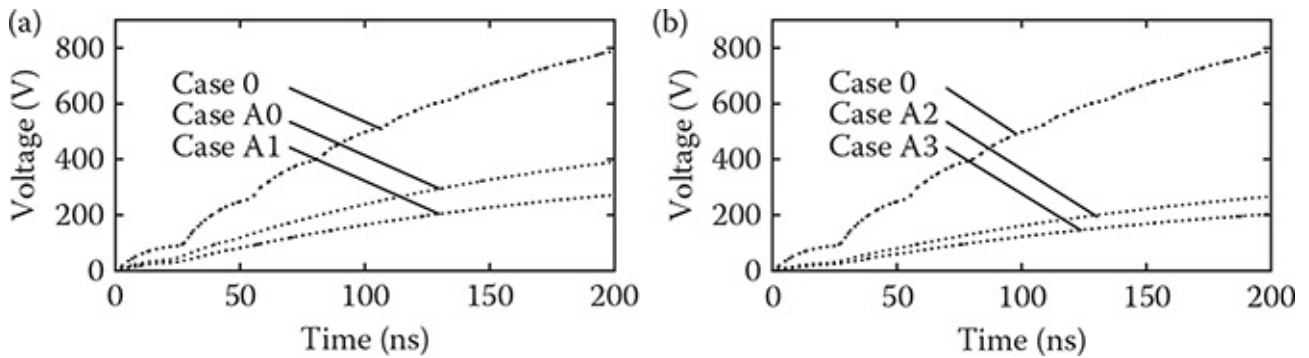 (a)
Voltage (V)
800
600
400
200
0
Case 0
Case A0
Case A1
0 50 100 150 200
Time (ns)
(b)
Voltage (V)
800
600
400
200
0
Case 0
Case A2
Case A3
0 50 100 150 200
Time (ns)